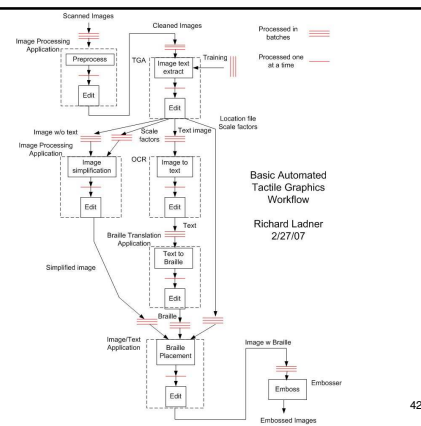 Scanned Images
Cleaned Images
Processed in
batches
Image Processing
Application
Preprocess
TGA
Image text
extract
Training
Processed one
at a time
Edit
Edit
Location file
Scale factors
Image w/o text
Scale
factors
Text image
Image Processing
Application
OCR
Image
simplification
Image to
text
Basic Automated
Tactile Graphics
Workflow
Edit
Edit
Richard Ladner
2/27/07
Text
Braille Translation
Application
Text to
Braille
Simplified image
Edit
Braille
Image/Text
Application
Image w Braille
Braille
Placement
Embosser
Emboss
Edit
42
Embossed Images